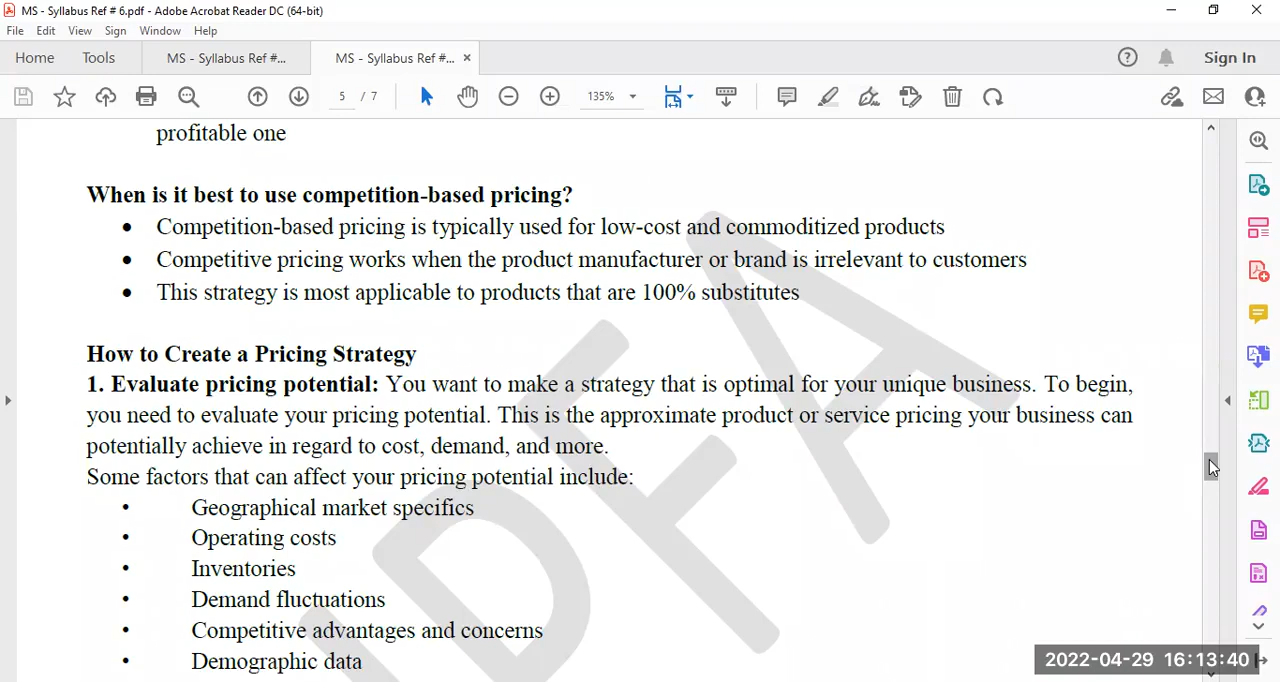 MS - Syllabus Ref # 6.pdf - Adobe Acrobat Reader DC (64-bit)
File Edit View Sign Window Help
Home Tools MS - Syllabus Ref #... MS - Syllabus Ref #... ×
Sign In
5 / 7 135%
profitable one
When is it best to use competition-based pricing?
• Competition-based pricing is typically used for low-cost and commoditized products
• Competitive pricing works when the product manufacturer or brand is irrelevant to customers
• This strategy is most applicable to products that are 100% substitutes
How to Create a Pricing Strategy
1. Evaluate pricing potential: You want to make a strategy that is optimal for your unique business. To begin,
you need to evaluate your pricing potential. This is the approximate product or service pricing your business can
potentially achieve in regard to cost, demand, and more.
Some factors that can affect your pricing potential include:
• Geographical market specifics
• Operating costs
• Inventories
• Demand fluctuations
• Competitive advantages and concerns
• Demographic data
IDFA
2022-04-29 16:13:40